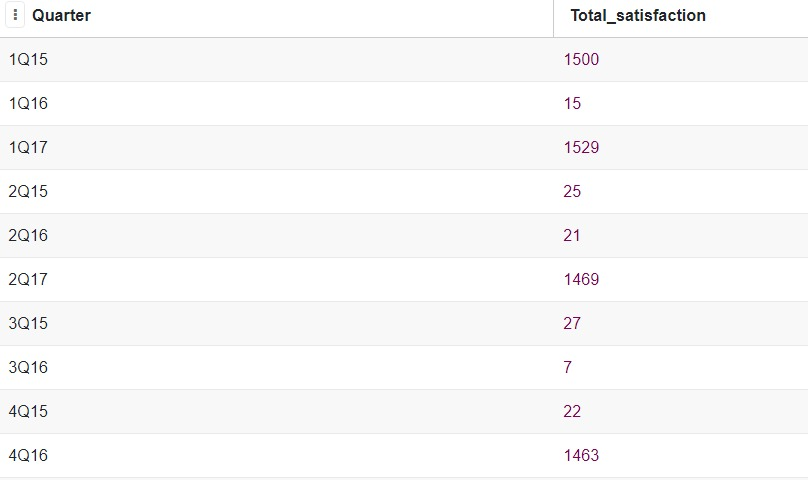 Quarter Total_satisfaction
1Q15 1500
1Q16 15
1Q17 1529
2Q15 25
2Q16 21
2Q17 1469
3Q15 27
3Q16 7
4Q15 22
4Q16 1463